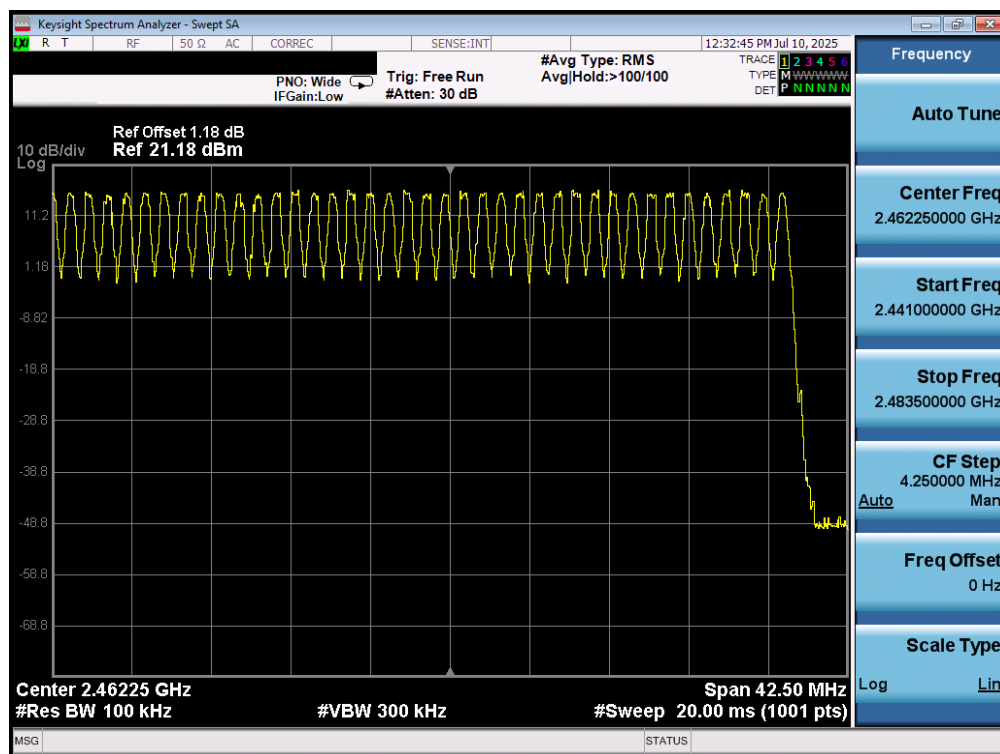 Keysight Spectrum Analyzer - Swept SA
LXI R T RF 50 Ω AC CORREC SENSE:INT 12:32:45 PM Jul 10, 2025
PNO: Wide
IFGain:Low
Trig: Free Run
#Atten: 30 dB
#Avg Type: RMS
Avg|Hold:>100/100
TRACE 1 2 3 4 5 6
TYPE M W W W W W
DET P N N N N N
Ref Offset 1.18 dB
10 dB/div Ref 21.18 dBm
Log
11.2
1.18
-8.82
-18.8
-28.8
-38.8
-48.8
-58.8
-68.8
Center 2.46225 GHz Span 42.50 MHz
#Res BW 100 kHz #VBW 300 kHz #Sweep 20.00 ms (1001 pts)
MSG STATUS
Frequency
Auto Tune
Center Freq
2.462250000 GHz
Start Freq
2.441000000 GHz
Stop Freq
2.483500000 GHz
CF Step
4.250000 MHz
Auto Man
Freq Offset
0 Hz
Scale Type
Log Lin